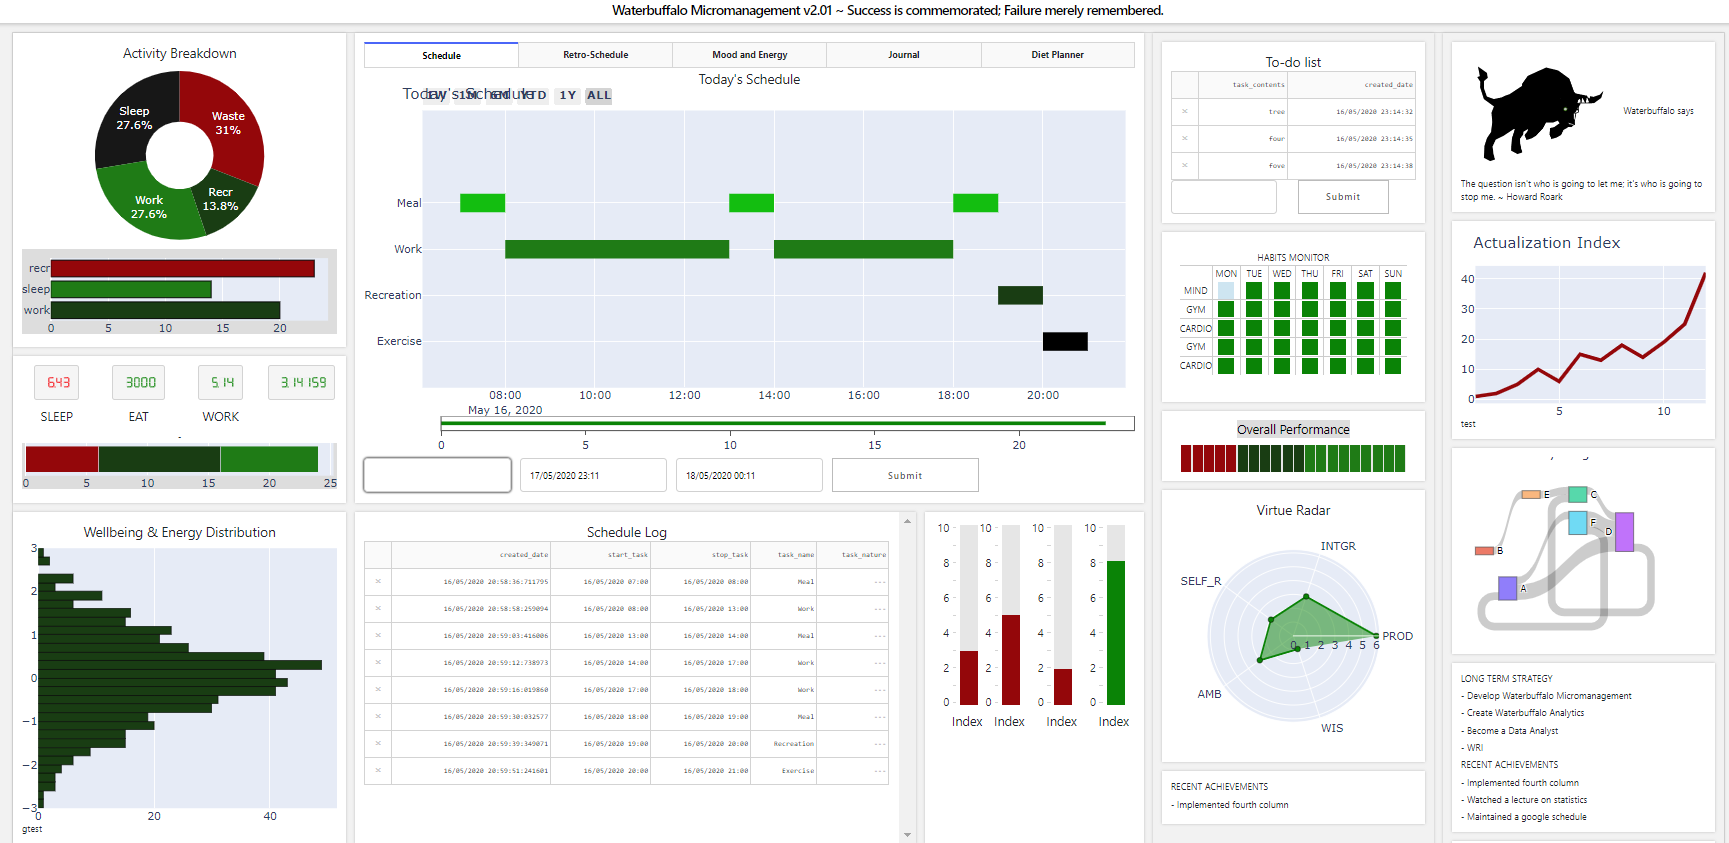 Waterbuffalo Micromanagement v2.01 ~ Success is commemorated; Failure merely remembered.
Activity Breakdown
Sleep
27.6%
Waste
31%
Work
27.6%
Recr
13.8%
recr
sleep
work
0 5 10 15 20
6.43 3000 5.14 3.14159
SLEEP EAT WORK
0 5 10 15 20 25
Wellbeing & Energy Distribution
3
2
1
0
−1
−2
−3
0 20 40
gtest
Schedule Retro-Schedule Mood and Energy Journal Diet Planner
Today's Schedule
Today's Schedule
1W 1M 6M YTD 1Y ALL
Meal
Work
Recreation
Exercise
08:00 10:00 12:00 14:00 16:00 18:00 20:00
May 16, 2020
0 5 10 15 20
17/05/2020 23:11 18/05/2020 00:11 Submit
Schedule Log
created_date start_task stop_task task_name task_nature
× 16/05/2020 20:58:36:711795 16/05/2020 07:00 16/05/2020 08:00 Meal ---
× 16/05/2020 20:58:58:259094 16/05/2020 08:00 16/05/2020 13:00 Work ---
× 16/05/2020 20:59:03:416006 16/05/2020 13:00 16/05/2020 14:00 Meal ---
× 16/05/2020 20:59:12:738973 16/05/2020 14:00 16/05/2020 17:00 Work ---
× 16/05/2020 20:59:16:019860 16/05/2020 17:00 16/05/2020 18:00 Work ---
× 16/05/2020 20:59:30:032577 16/05/2020 18:00 16/05/2020 19:00 Meal ---
× 16/05/2020 20:59:39:349071 16/05/2020 19:00 16/05/2020 20:00 Recreation ---
× 16/05/2020 20:59:51:241601 16/05/2020 20:00 16/05/2020 21:00 Exercise ---
10 10 10 10
8 8 8 8
6 6 6 6
4 4 4 4
2 2 2 2
0 0 0 0
Index Index Index Index
To-do list
task_contents created_date
× tree 16/05/2020 23:14:32
× four 16/05/2020 23:14:35
× fove 16/05/2020 23:14:38
Submit
HABITS MONITOR
MON TUE WED THU FRI SAT SUN
MIND
GYM
CARDIO
GYM
CARDIO
Overall Performance
Virtue Radar
INTGR
SELF_R
PROD
0 1 2 3 4 5 6
AMB
WIS
RECENT ACHIEVEMENTS
- Implemented fourth column
Waterbuffalo says
The question isn't who is going to let me; it's who is going to
stop me. ~ Howard Roark
Actualization Index
40
30
20
10
0
5 10
test
E C
F D
B
A
LONG TERM STRATEGY
- Develop Waterbuffalo Micromanagement
- Create Waterbuffalo Analytics
- Become a Data Analyst
- WRI
RECENT ACHIEVEMENTS
- Implemented fourth column
- Watched a lecture on statistics
- Maintained a google schedule